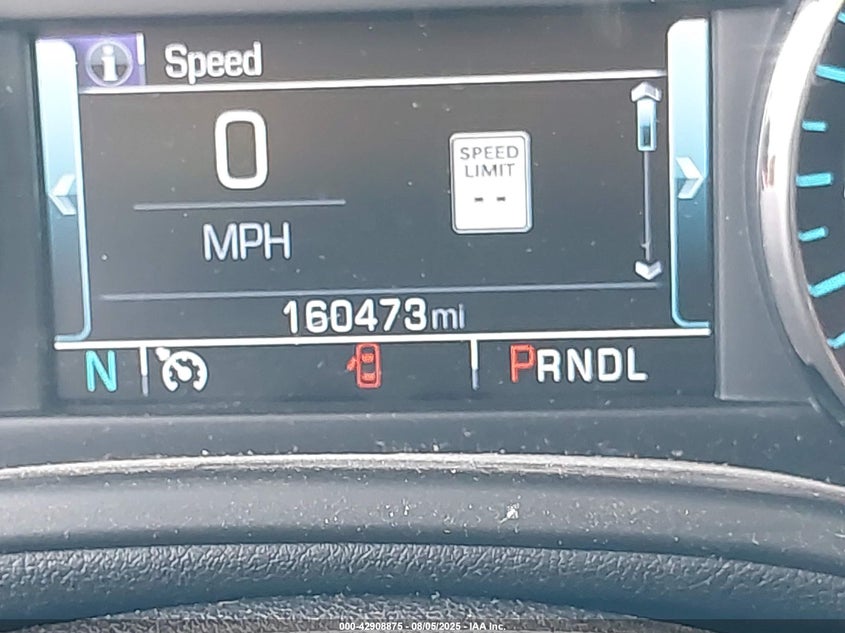 Speed
0
MPH
SPEED
LIMIT
--
160473mi
N
PRNDL
000-42908875 - 08/05/2025 - IAA Inc.